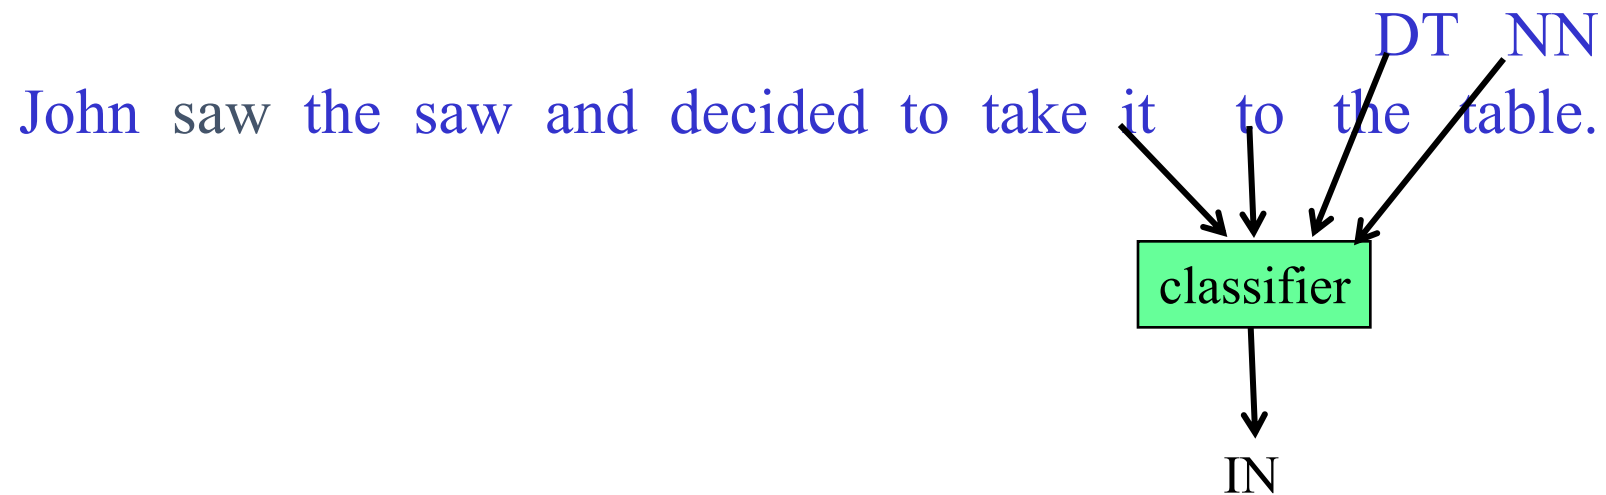 DT NN
John saw the saw and decided to take it to the table.
classifier
IN